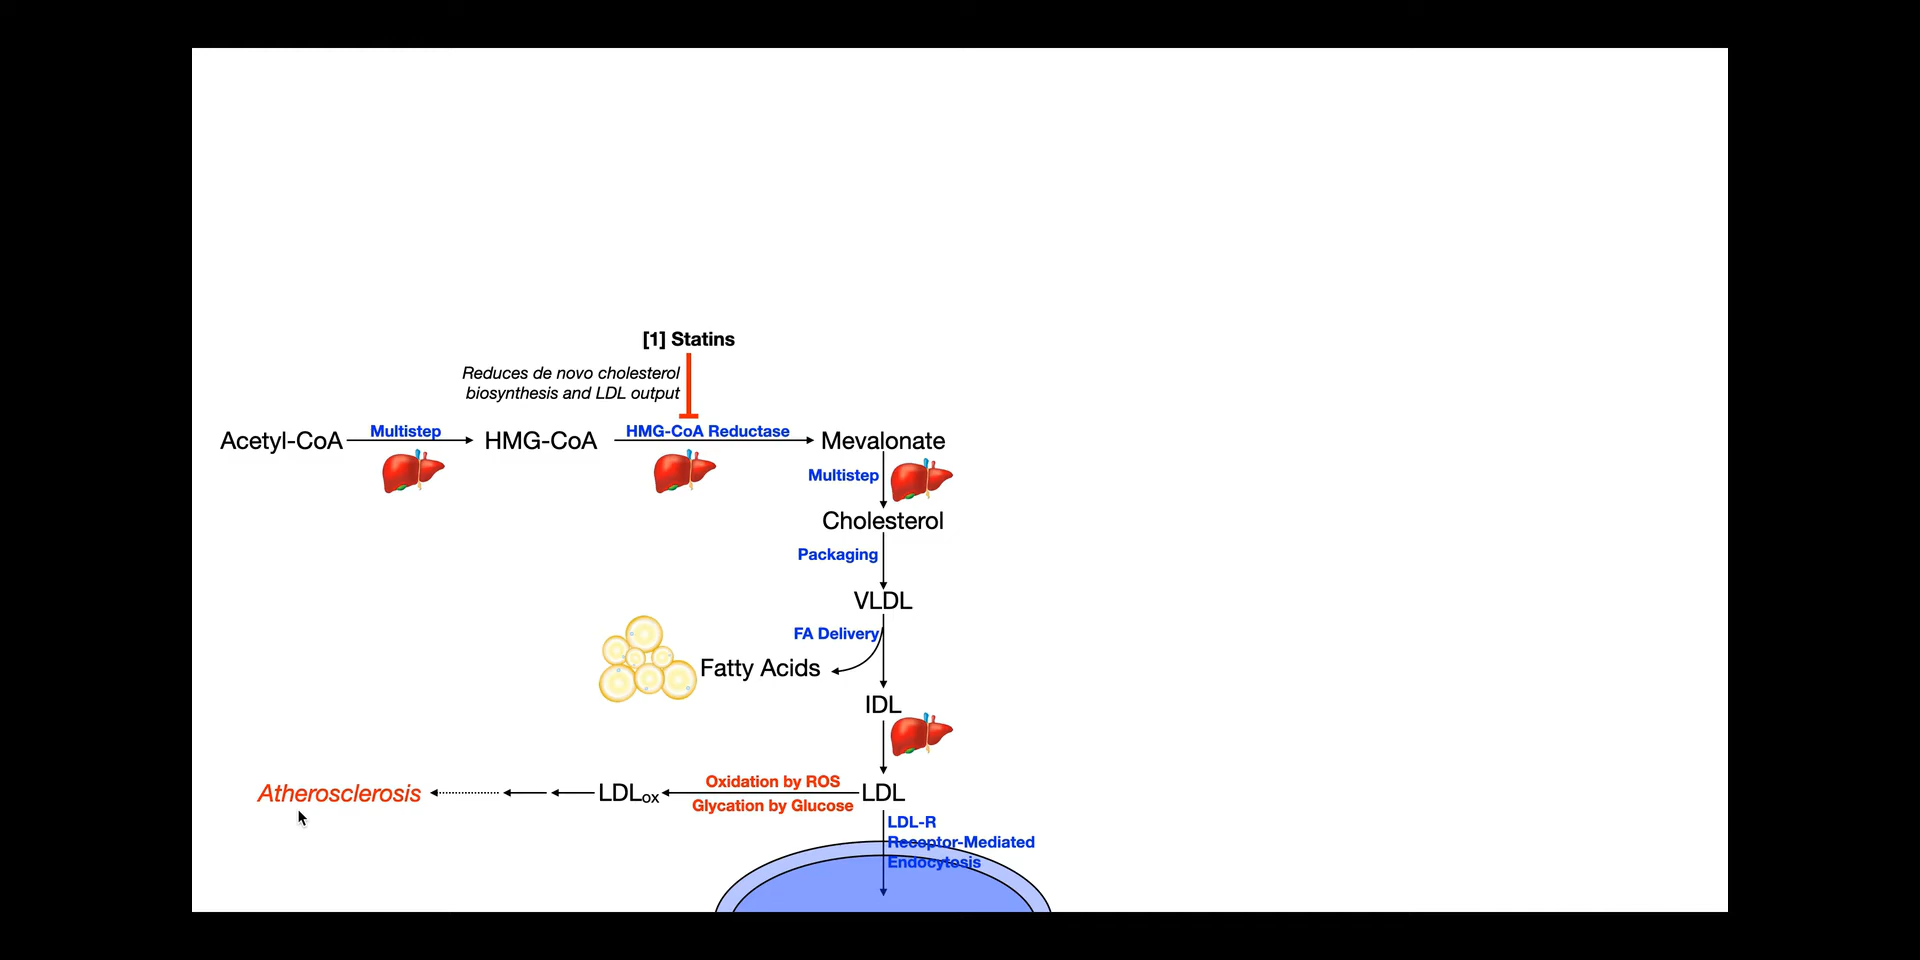 [1] Statins
Reduces de novo cholesterol
biosynthesis and LDL output
Acetyl-CoA
Multistep
HMG-CoA
HMG-CoA Reductase
Mevalonate
Multistep
Cholesterol
Packaging
VLDL
FA Delivery
Fatty Acids
IDL
Atherosclerosis
LDLox
Oxidation by ROS
Glycation by Glucose
LDL
LDL-R
Receptor-Mediated
Endocytosis